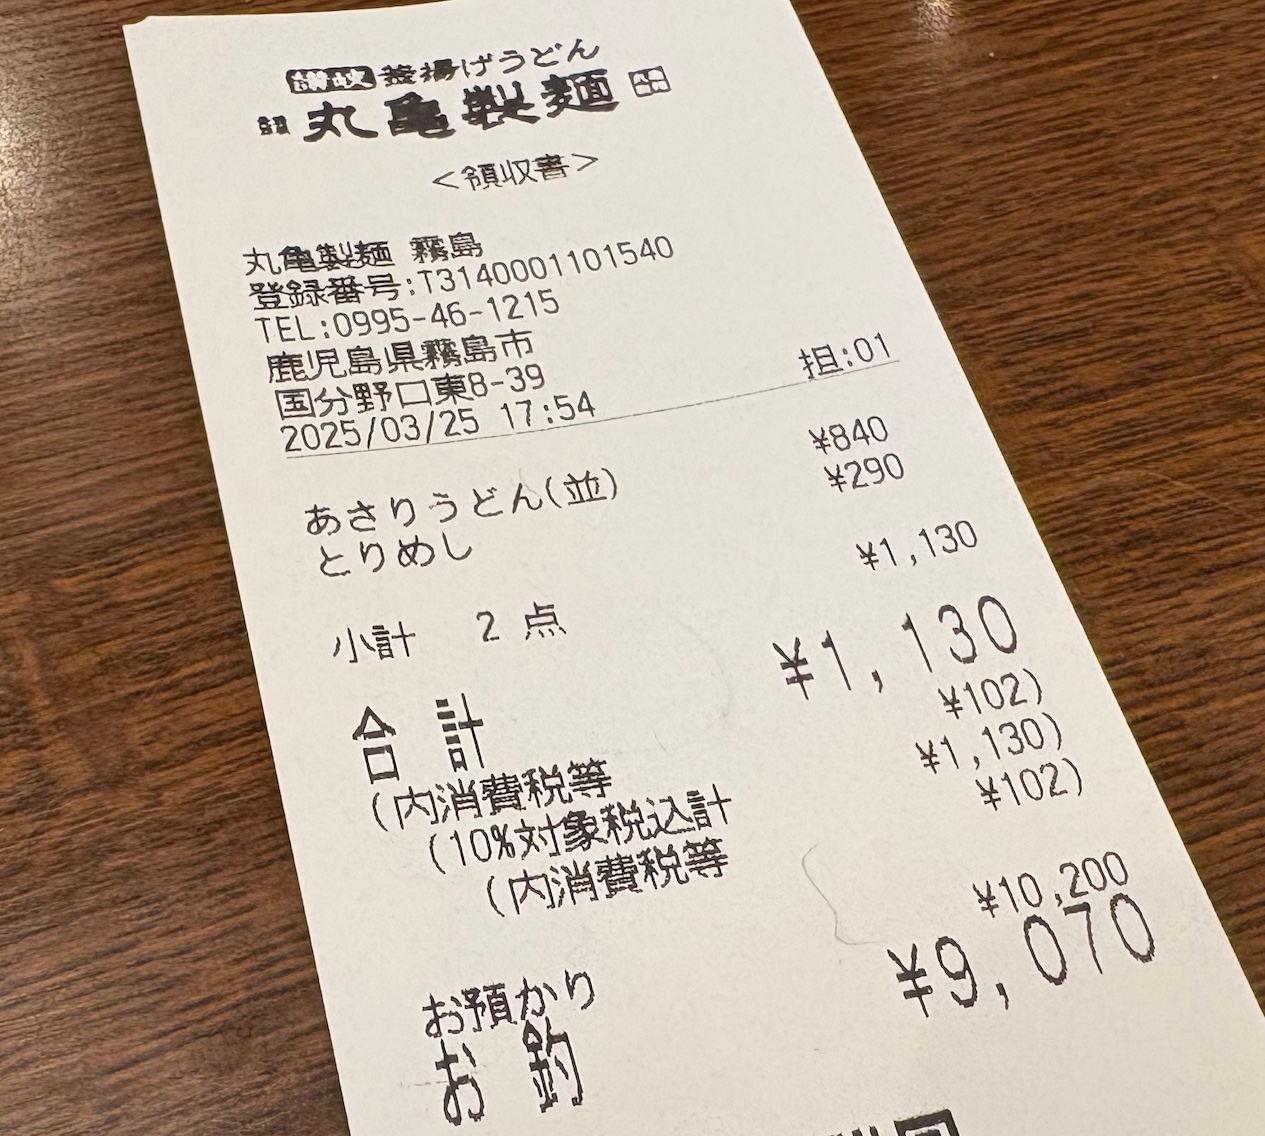 釜揚げうどん
丸亀製麺
<領収書>
丸亀製麺 霧島
登録番号:T3140001101540
TEL:0995-46-1215
鹿児島県霧島市
国分野口東8-39
2025/03/25 17:54 担:01
あさりうどん(並) ¥840
とりめし ¥290
小計 2点 ¥1,130
合計 ¥1,130
(内消費税等 ¥102)
(10%対象税込計 ¥1,130)
(内消費税等 ¥102)
お預かり ¥10,200
お釣 ¥9,070